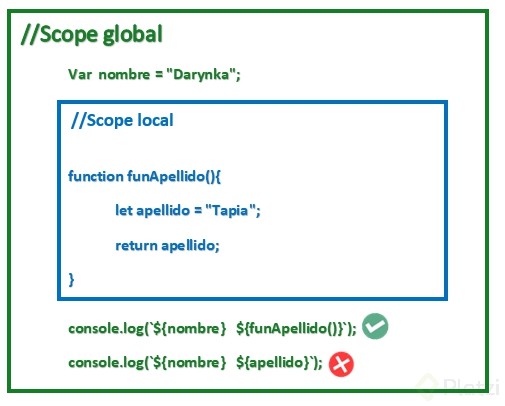 //Scope global
Var nombre = "Darynka";
//Scope local
function funApellido(){
let apellido = "Tapia";
return apellido;
}
console.log(`${nombre} ${funApellido()}`);
console.log(`${nombre} ${apellido}`);
Platzi